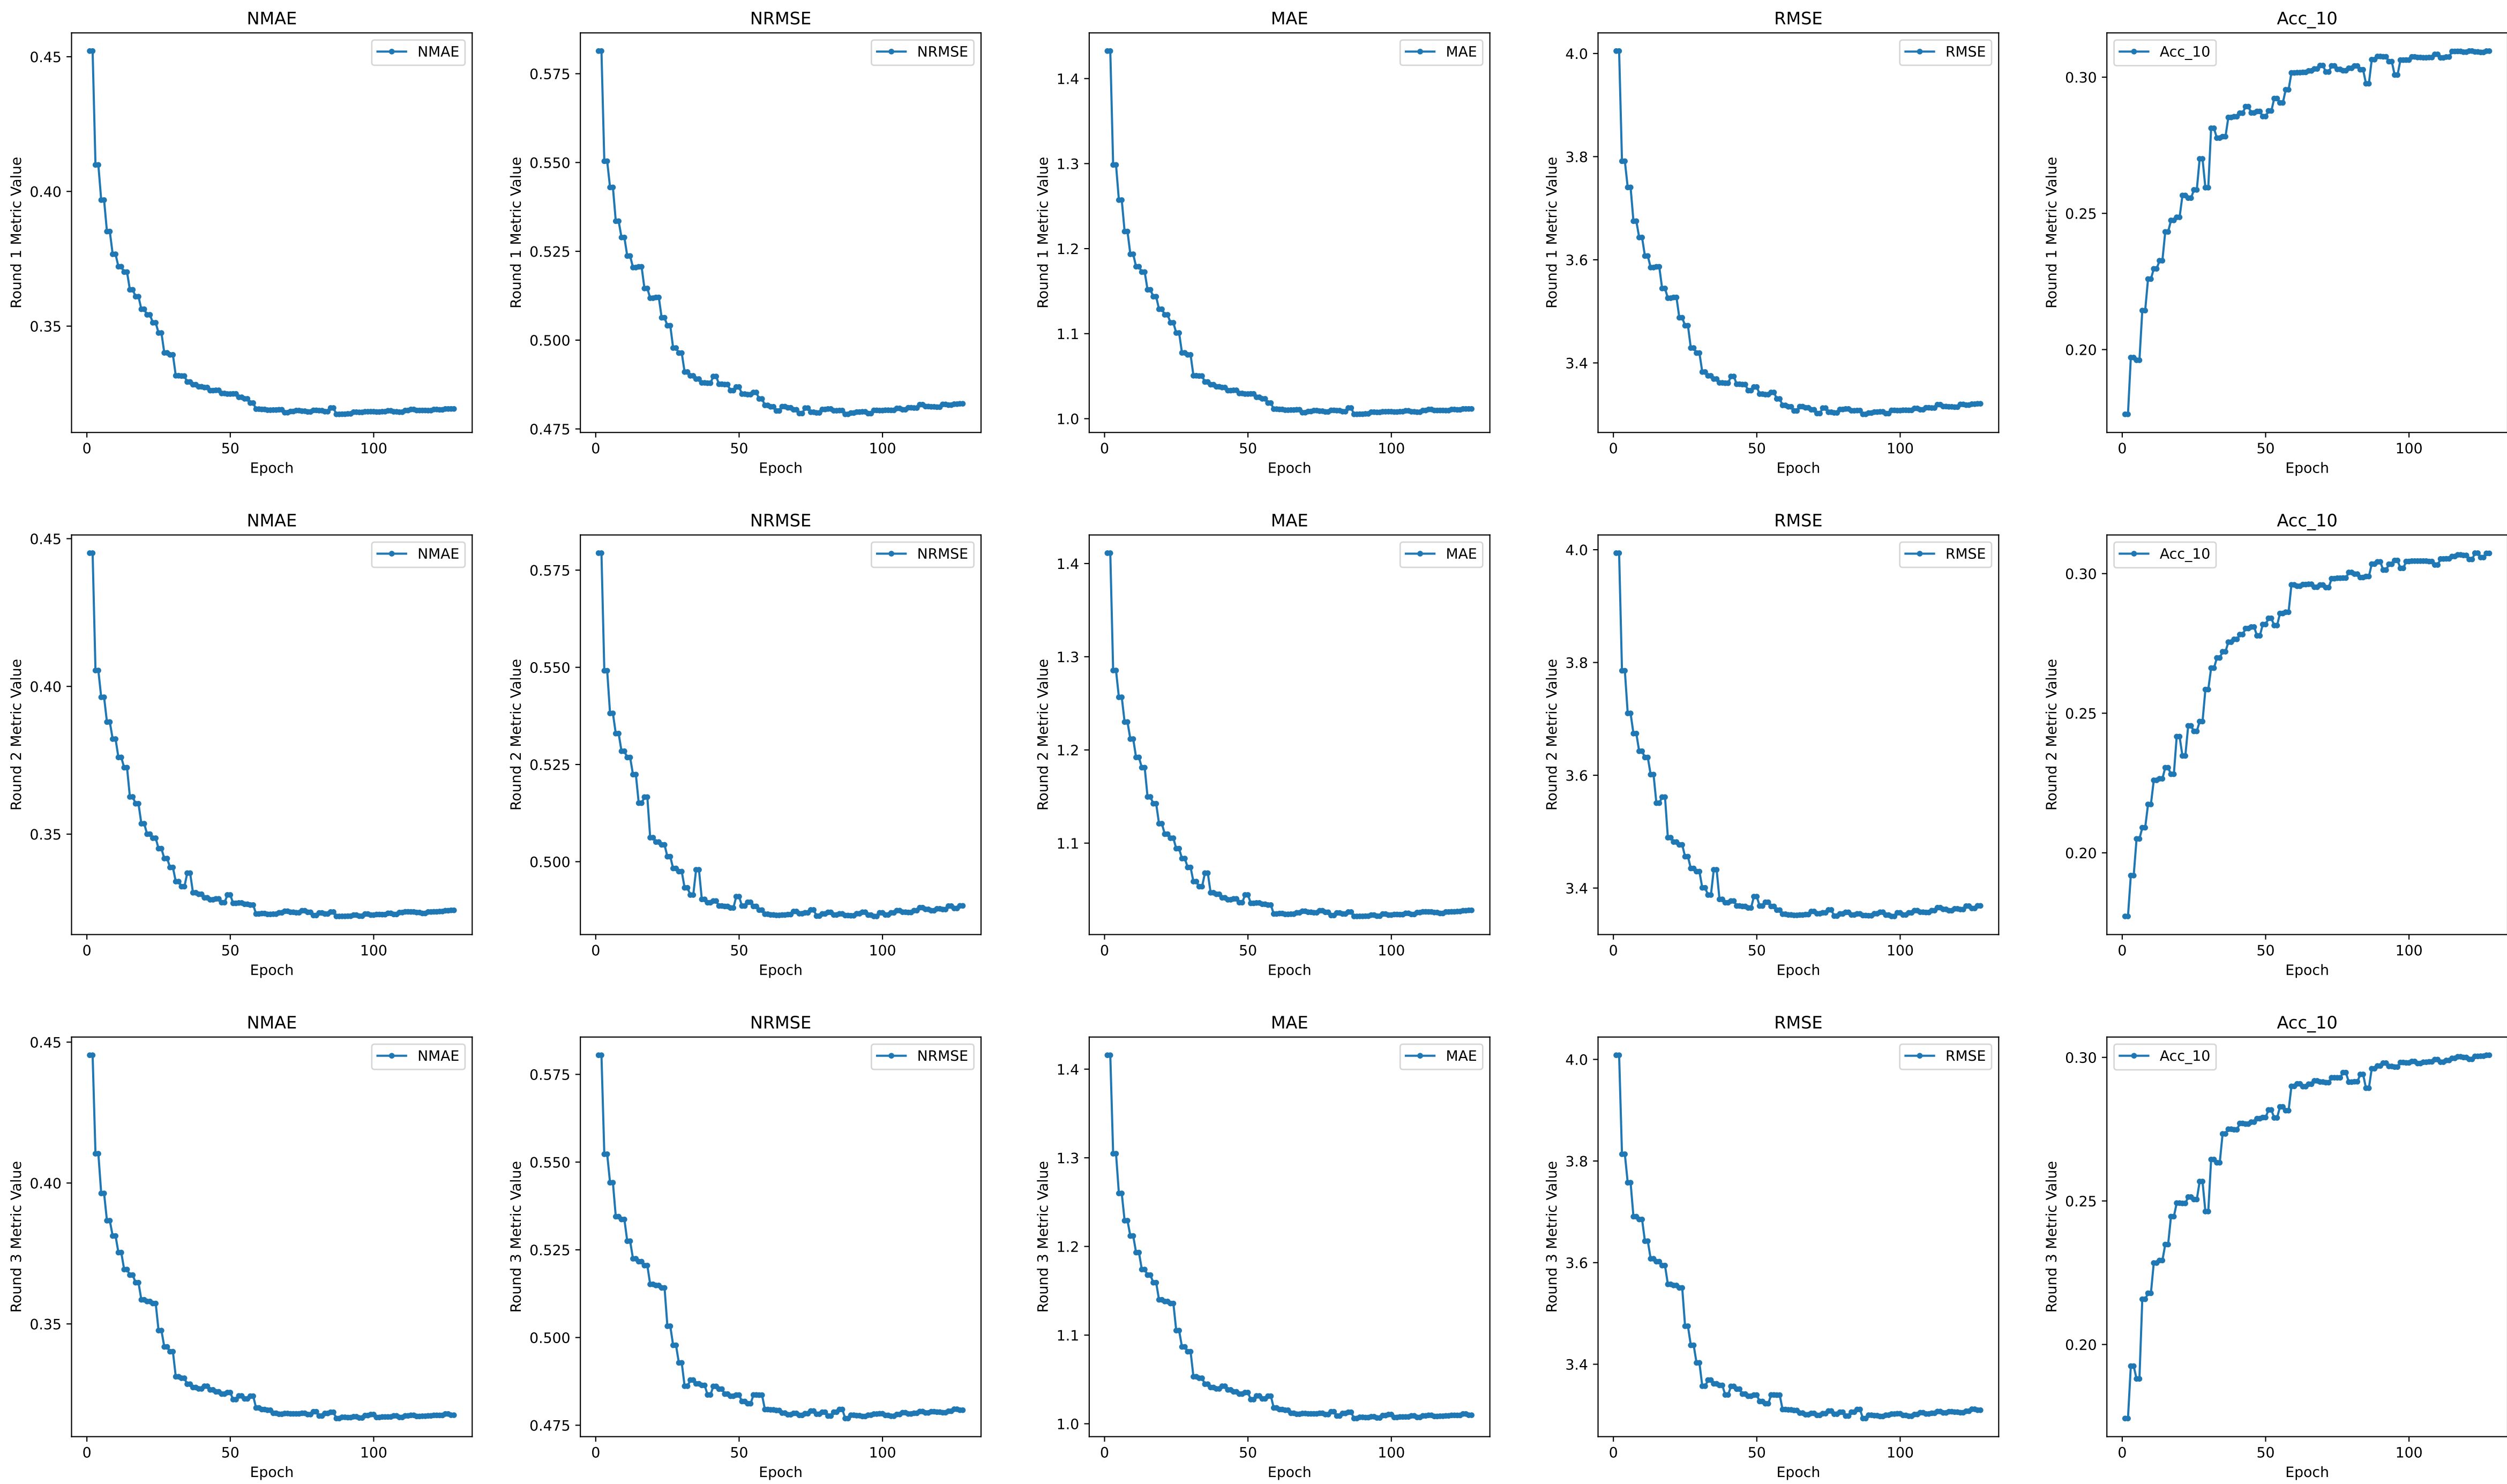 NMAE
NRMSE
MAE
RMSE
Acc_10
Round 1 Metric Value
0.45
0.40
0.35
NMAE
0 50 100
Epoch
Round 1 Metric Value
0.575
0.550
0.525
0.500
0.475
NRMSE
0 50 100
Epoch
Round 1 Metric Value
1.4
1.3
1.2
1.1
1.0
MAE
0 50 100
Epoch
Round 1 Metric Value
4.0
3.8
3.6
3.4
RMSE
0 50 100
Epoch
Round 1 Metric Value
0.30
0.25
0.20
Acc_10
0 50 100
Epoch
NMAE
NRMSE
MAE
RMSE
Acc_10
Round 2 Metric Value
0.45
0.40
0.35
NMAE
0 50 100
Epoch
Round 2 Metric Value
0.575
0.550
0.525
0.500
NRMSE
0 50 100
Epoch
Round 2 Metric Value
1.4
1.3
1.2
1.1
MAE
0 50 100
Epoch
Round 2 Metric Value
4.0
3.8
3.6
3.4
RMSE
0 50 100
Epoch
Round 2 Metric Value
0.30
0.25
0.20
Acc_10
0 50 100
Epoch
NMAE
NRMSE
MAE
RMSE
Acc_10
Round 3 Metric Value
0.45
0.40
0.35
NMAE
0 50 100
Epoch
Round 3 Metric Value
0.575
0.550
0.525
0.500
0.475
NRMSE
0 50 100
Epoch
Round 3 Metric Value
1.4
1.3
1.2
1.1
1.0
MAE
0 50 100
Epoch
Round 3 Metric Value
4.0
3.8
3.6
3.4
RMSE
0 50 100
Epoch
Round 3 Metric Value
0.30
0.25
0.20
Acc_10
0 50 100
Epoch